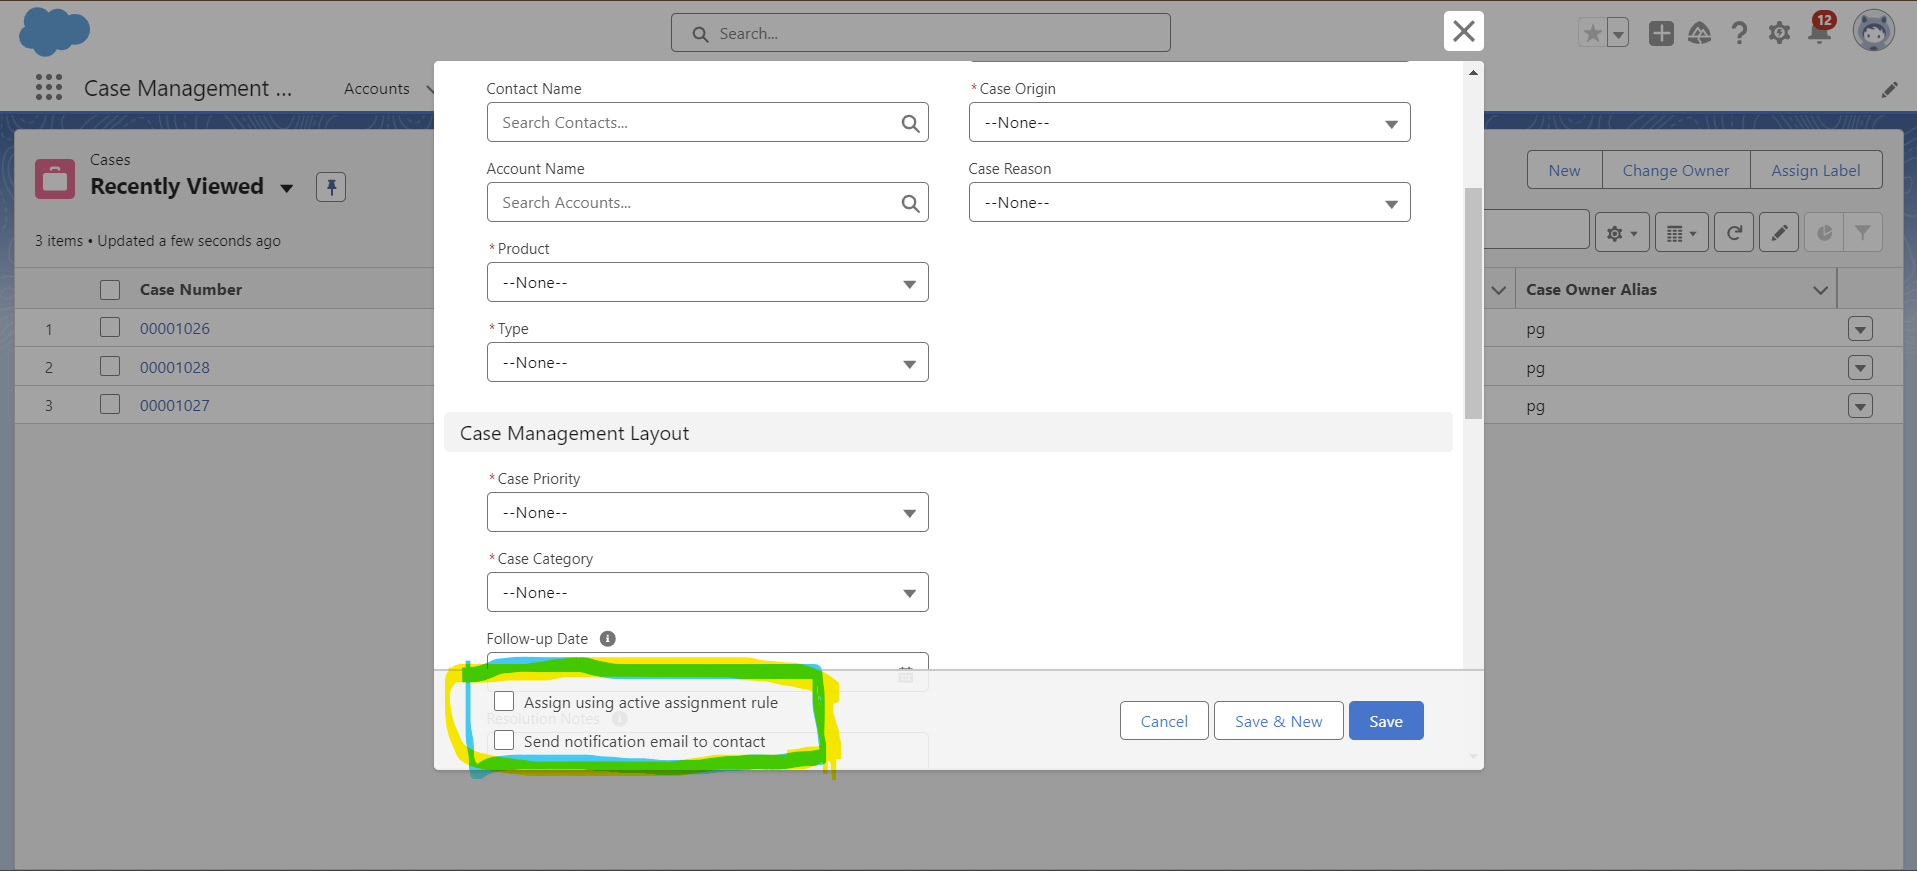 Search...
12
Case Management ...
Accounts
Cases
Recently Viewed
3 items • Updated a few seconds ago
New
Change Owner
Assign Label
Case Number
Case Owner Alias
1
00001026
pg
2
00001028
pg
3
00001027
pg
Contact Name
Search Contacts...
*Case Origin
--None--
Account Name
Search Accounts...
Case Reason
--None--
*Product
--None--
*Type
--None--
Case Management Layout
*Case Priority
--None--
*Case Category
--None--
Follow-up Date
Assign using active assignment rule
Resolution Notes
Send notification email to contact
Cancel
Save & New
Save